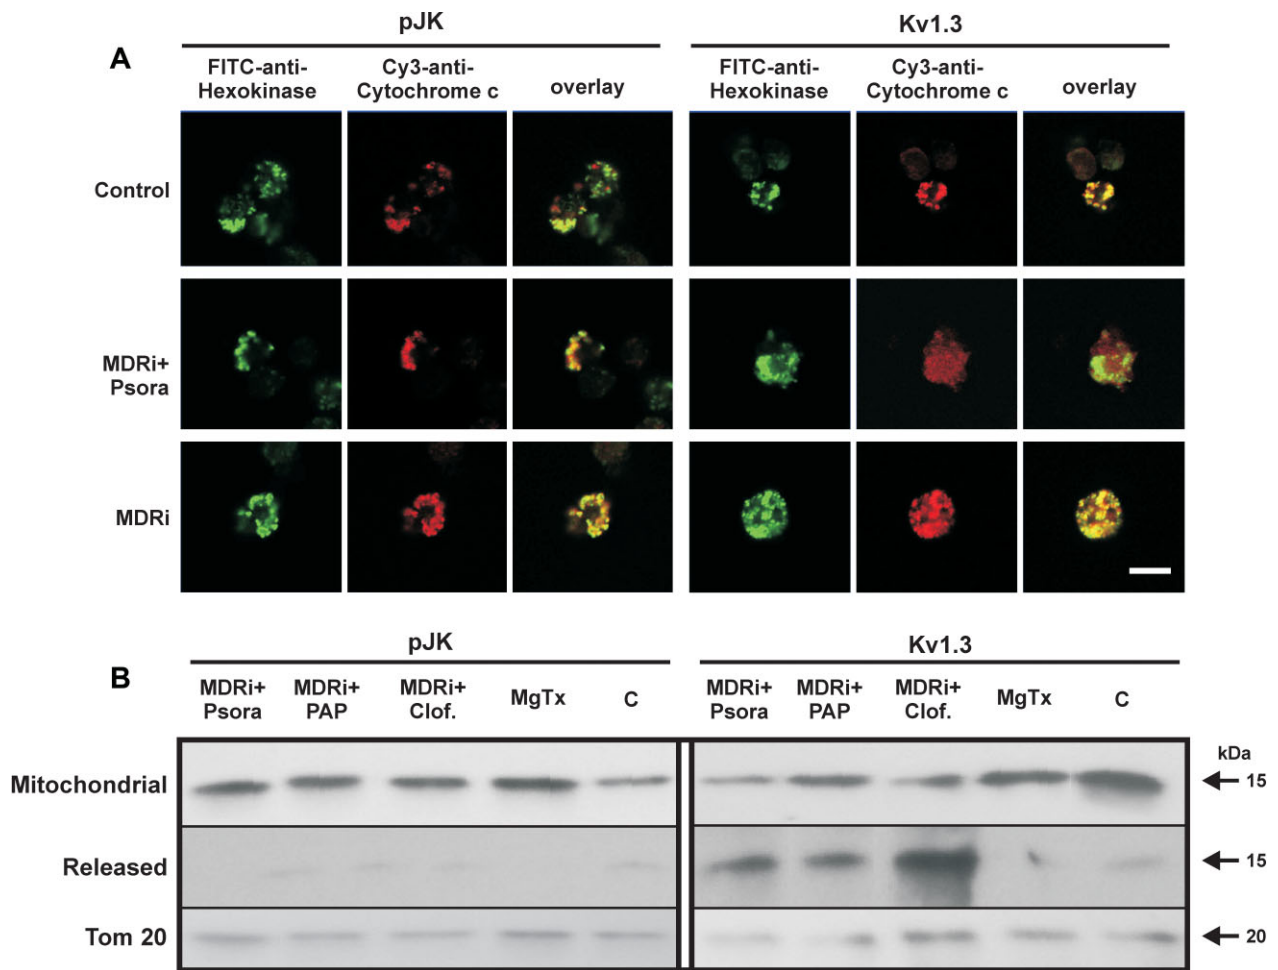 pJK
Kv1.3
A
FITC-anti-
Hexokinase
Cy3-anti-
Cytochrome c
overlay
FITC-anti-
Hexokinase
Cy3-anti-
Cytochrome c
overlay
Control
MDRi+
Psora
MDRi
pJK
Kv1.3
B
MDRi+
Psora
MDRi+
PAP
MDRi+
Clof.
MgTx
C
MDRi+
Psora
MDRi+
PAP
MDRi+
Clof.
MgTx
C
kDa
Mitochondrial
15
Released
15
Tom 20
20